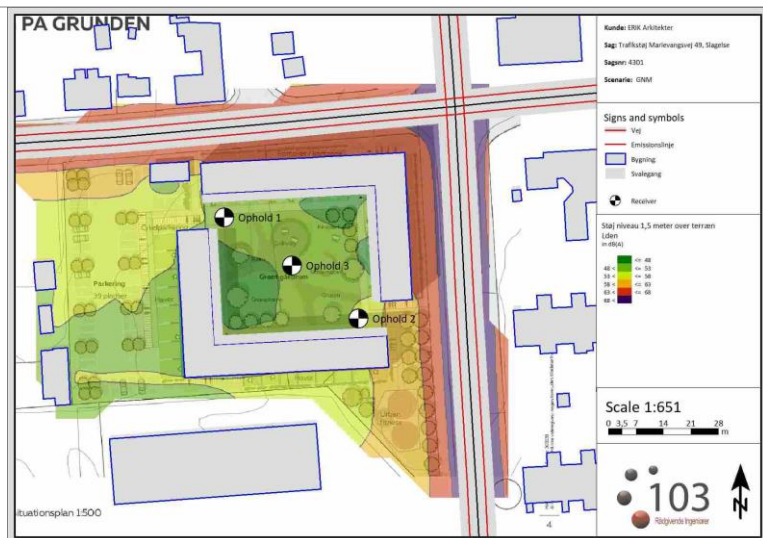 PÅ GRUNDEN
Kunde: ERIK Arkitekter
Sag: Trafikstøj Marievangsvej 49, Slagelse
Sagsnr: 4301
Scenarie: GNM
Signs and symbols
Vej
Emissionslinje
Bygning
Svalegang
Receiver
Støj niveau 1,5 meter over terræn
Lden
in dB(A)
<= 48
48 < <= 53
53 < <= 58
58 < <= 63
63 < <= 68
68 <
Ophold 1
Ophold 3
Ophold 2
Parkering
Scale 1:651
0 3,5 7 14 21 28
m
103
Rådgivende Ingeniører
N
ituationsplan 1:500
4